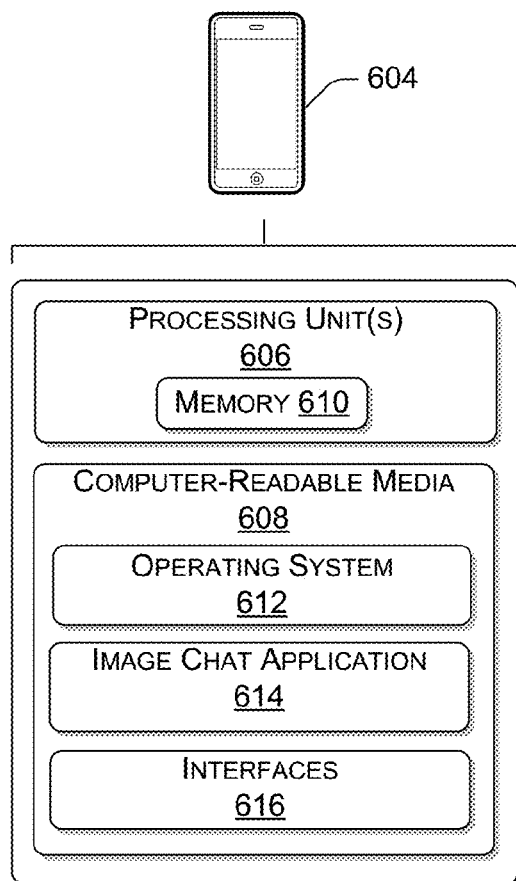 604
PROCESSING UNIT(S)
606
MEMORY 610
COMPUTER-READABLE MEDIA
608
OPERATING SYSTEM
612
IMAGE CHAT APPLICATION
614
INTERFACES
616